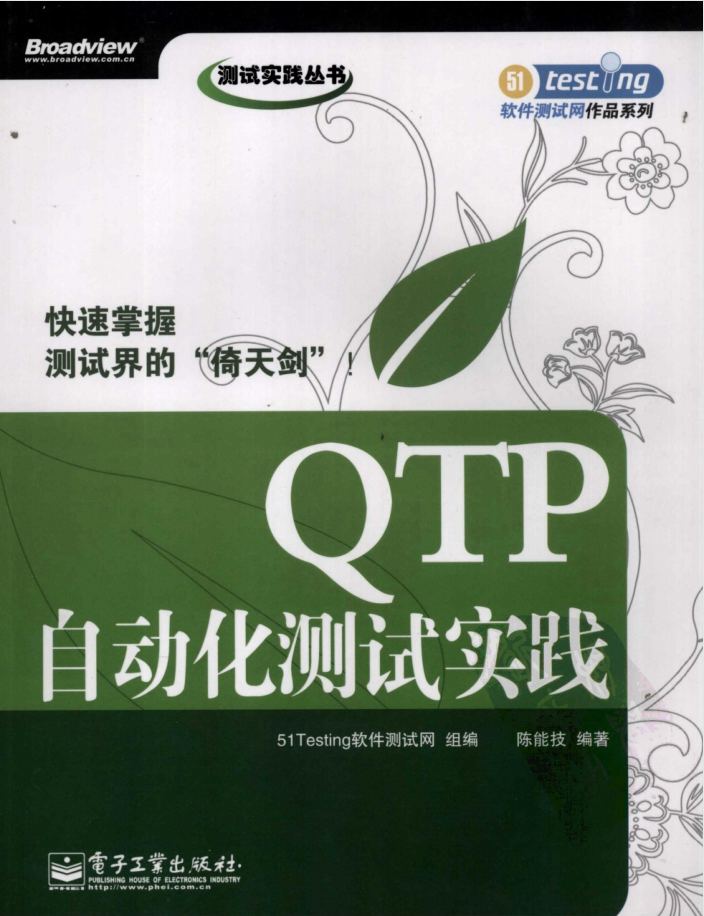 Broadview®
www.broadview.com.cn
测试实践丛书
51 testing
软件测试网作品系列
快速掌握
测试界的“倚天剑”！
QTP
自动化测试实践
51Testing软件测试网 组编 陈能技 编著
電子工業出版社·
PUBLISHING HOUSE OF ELECTRONICS INDUSTRY
http://www.phei.com.cn